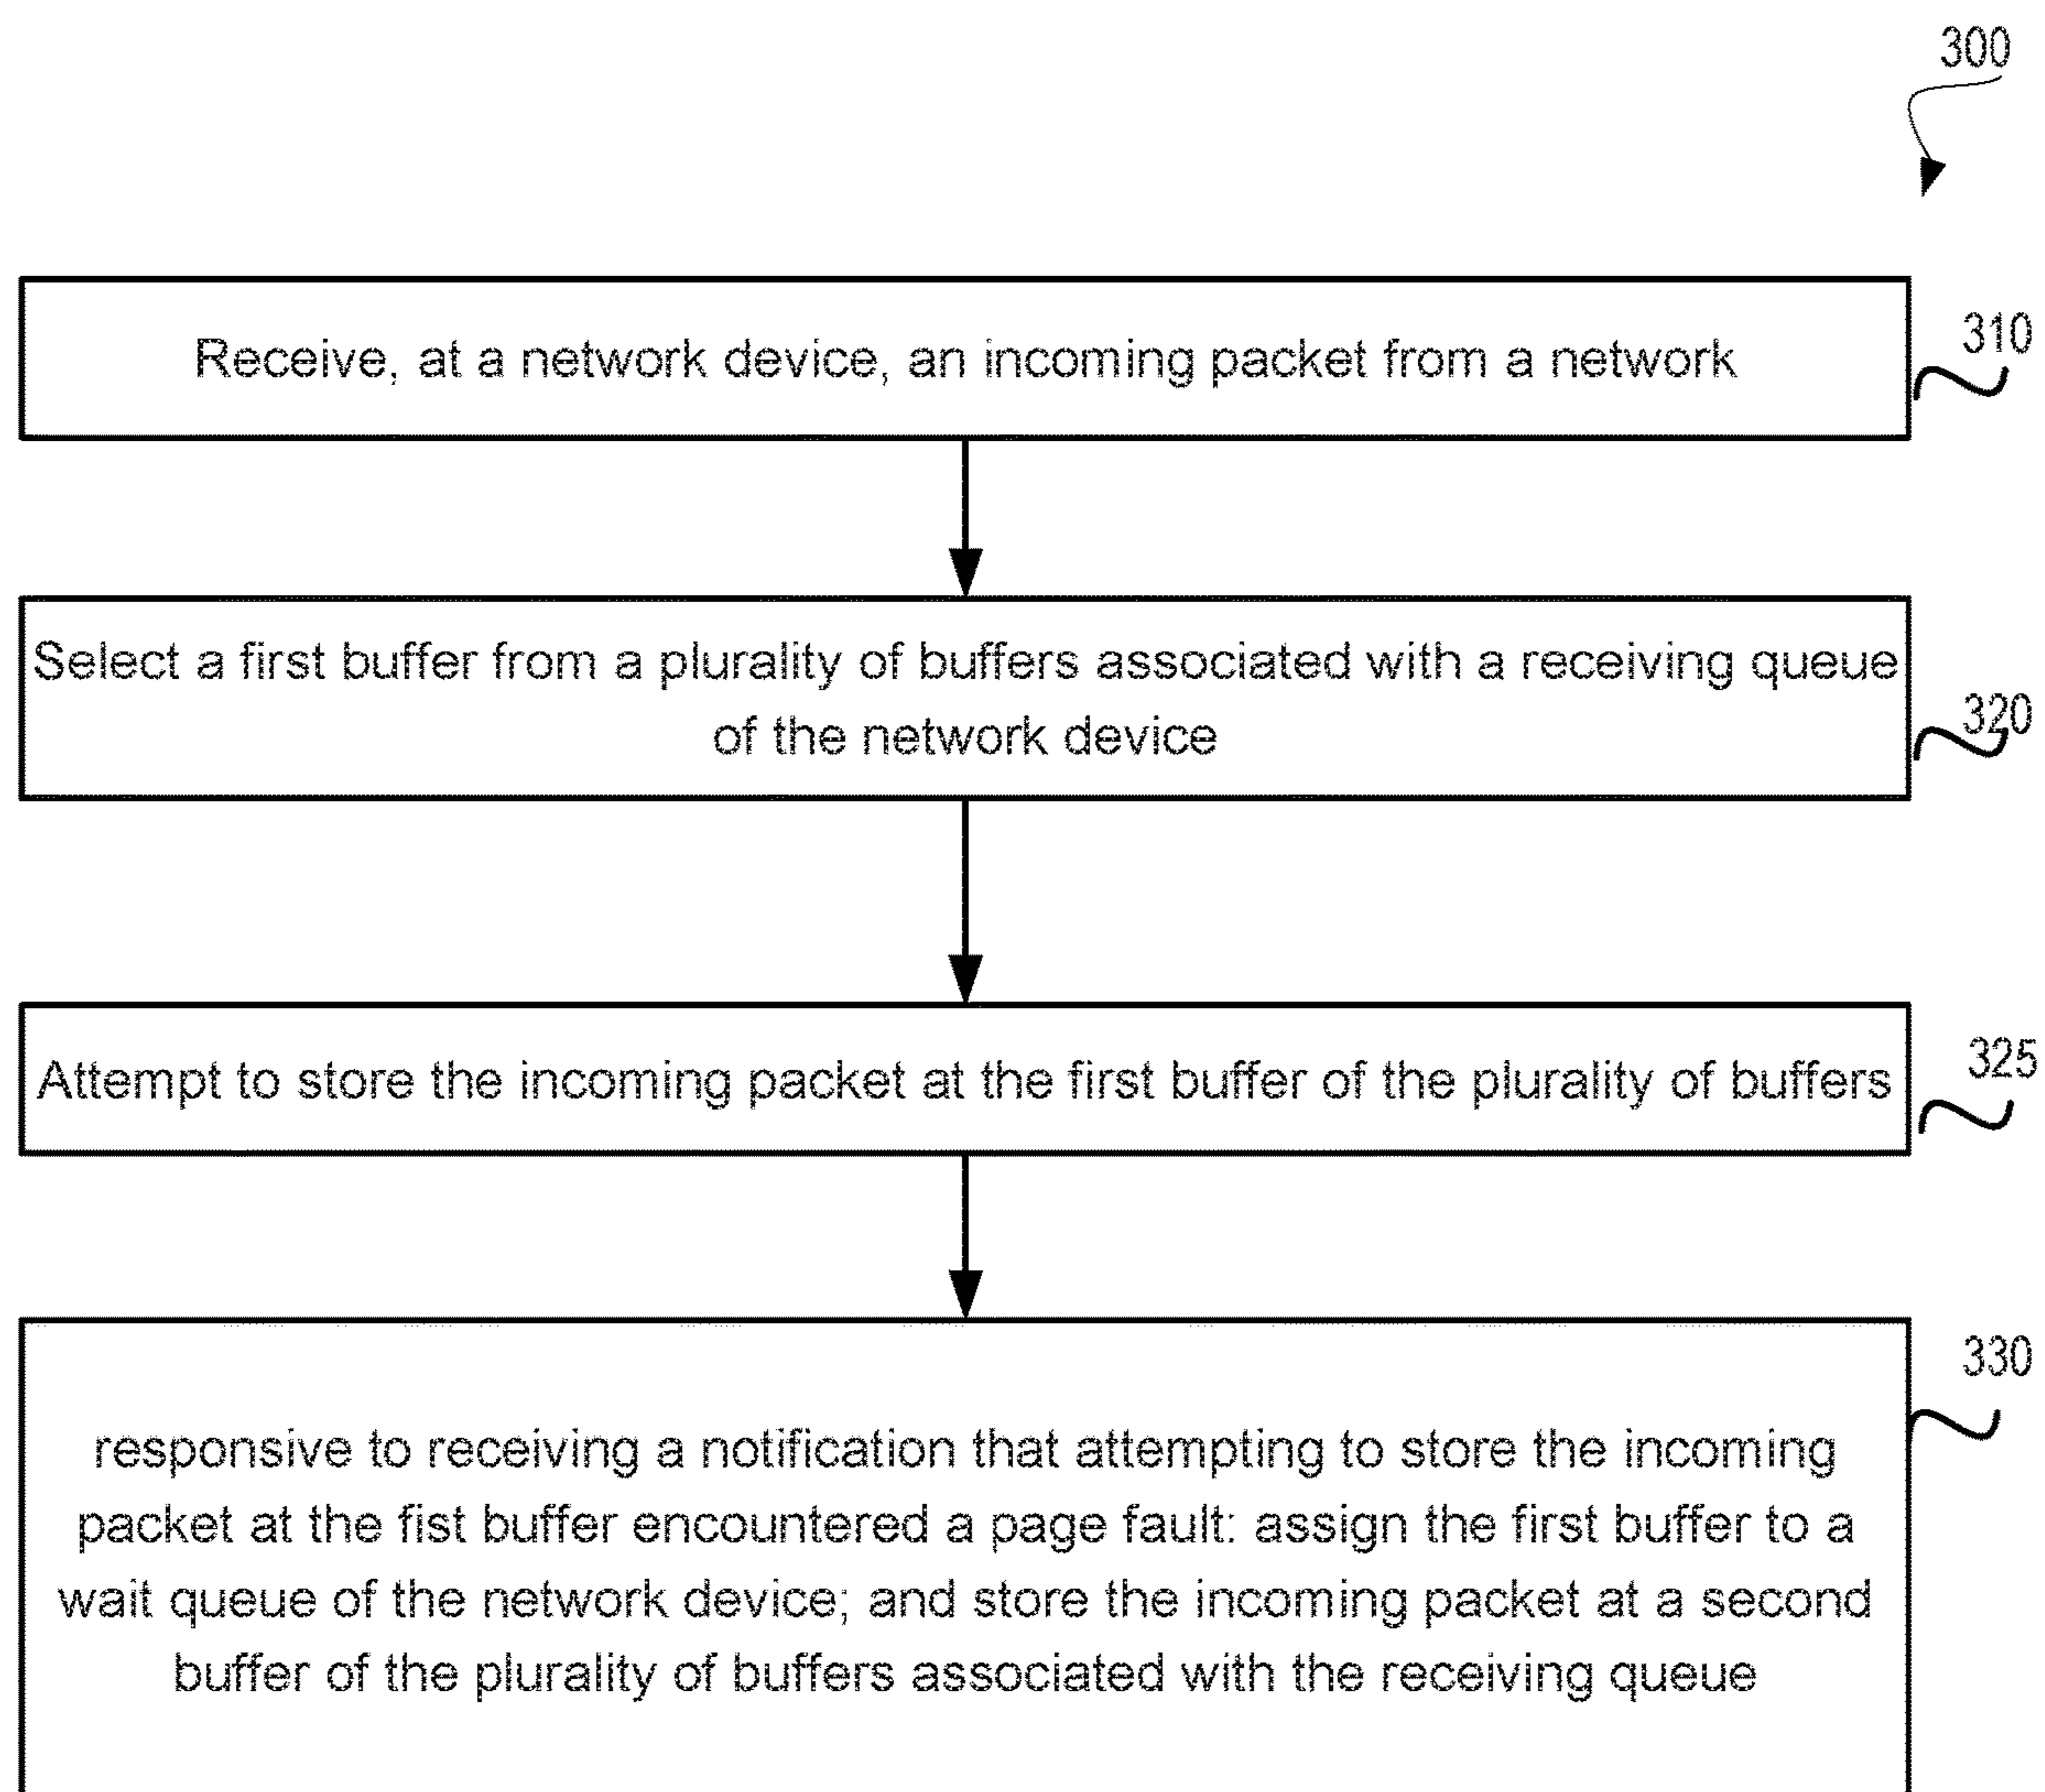 300
Receive, at a network device, an incoming packet from a network
310
Select a first buffer from a plurality of buffers associated with a receiving queue
of the network device
320
Attempt to store the incoming packet at the first buffer of the plurality of buffers
325
responsive to receiving a notification that attempting to store the incoming
packet at the fist buffer encountered a page fault: assign the first buffer to a
wait queue of the network device; and store the incoming packet at a second
buffer of the plurality of buffers associated with the receiving queue
330